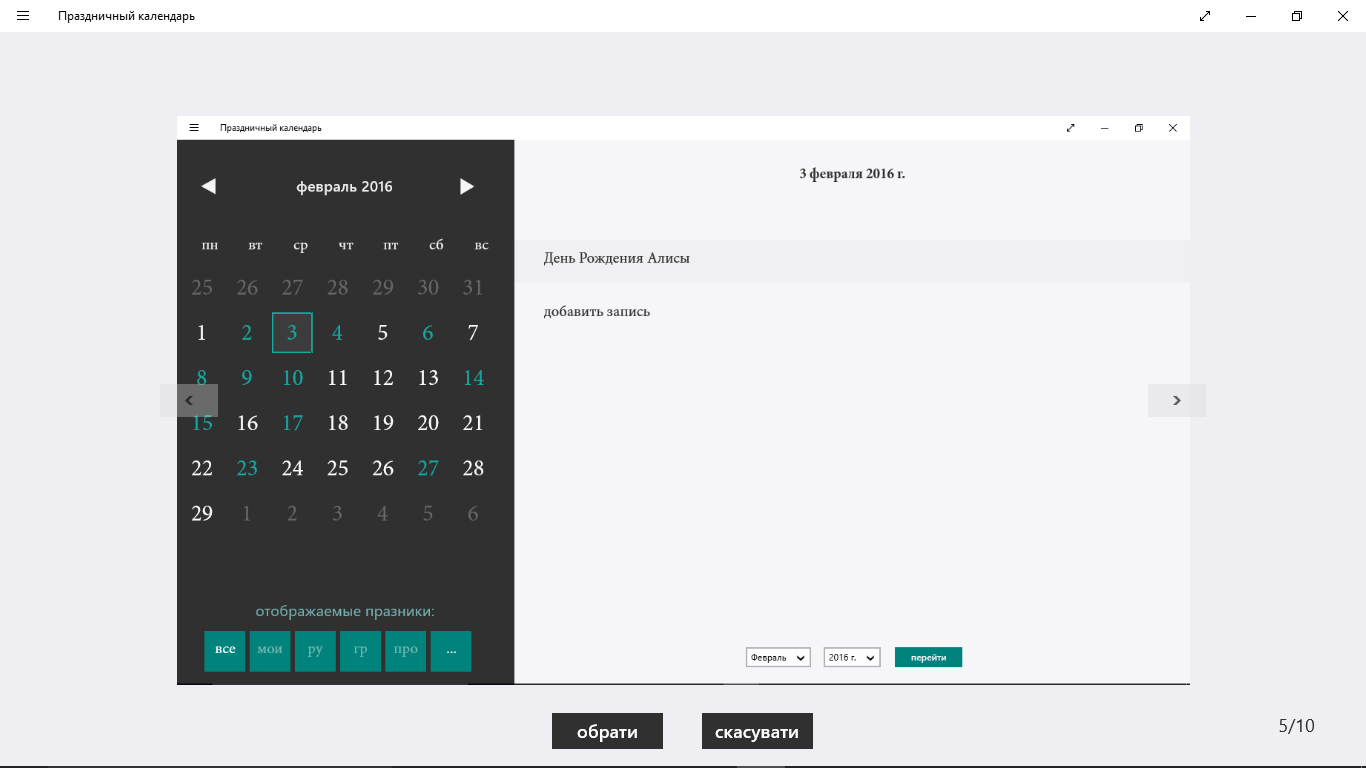 Праздничный календарь
Праздничный календарь
февраль 2016
пн вт ср чт пт сб вс
25 26 27 28 29 30 31
1 2 3 4 5 6 7
8 9 10 11 12 13 14
15 16 17 18 19 20 21
22 23 24 25 26 27 28
29 1 2 3 4 5 6
отображаемые празники:
все мои ру гр про ...
3 февраля 2016 г.
День Рождения Алисы
добавить запись
Февраль 2016 г. перейти
обрати скасувати
5/10